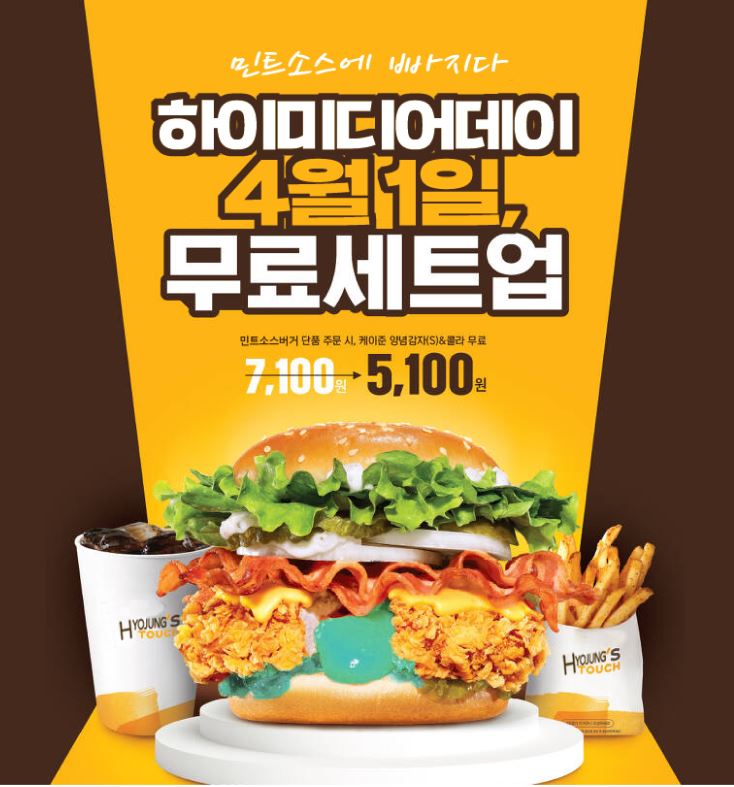 민트소스에 빠지다
하이미디어데이
4월 1일,
무료세트업
민트소스버거 단품 주문 시, 케이준 양념감자(S)&콜라 무료
7,100원 → 5,100원
HYOJUNG'S
TOUCH
HYOJUNG'S
TOUCH